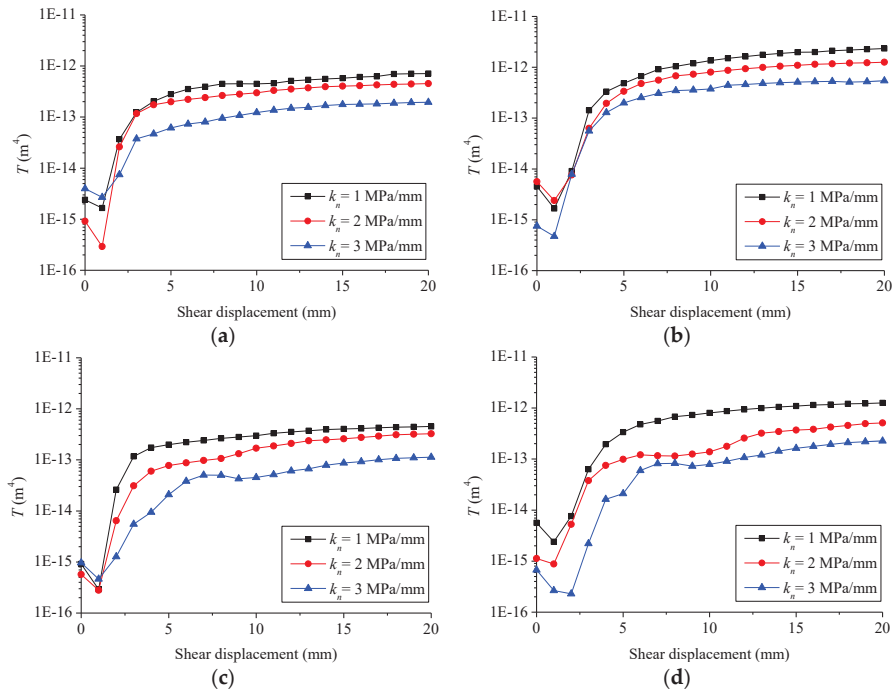 1E-11
1E-12
1E-13
1E-14
1E-15
1E-16
T (m⁴)
kₙ = 1 MPa/mm
kₙ = 2 MPa/mm
kₙ = 3 MPa/mm
0 5 10 15 20
Shear displacement (mm)
(a)
1E-11
1E-12
1E-13
1E-14
1E-15
1E-16
T (m⁴)
kₙ = 1 MPa/mm
kₙ = 2 MPa/mm
kₙ = 3 MPa/mm
0 5 10 15 20
Shear displacement (mm)
(b)
1E-11
1E-12
1E-13
1E-14
1E-15
1E-16
T (m⁴)
kₙ = 1 MPa/mm
kₙ = 2 MPa/mm
kₙ = 3 MPa/mm
0 5 10 15 20
Shear displacement (mm)
(c)
1E-11
1E-12
1E-13
1E-14
1E-15
1E-16
T (m⁴)
kₙ = 1 MPa/mm
kₙ = 2 MPa/mm
kₙ = 3 MPa/mm
0 5 10 15 20
Shear displacement (mm)
(d)